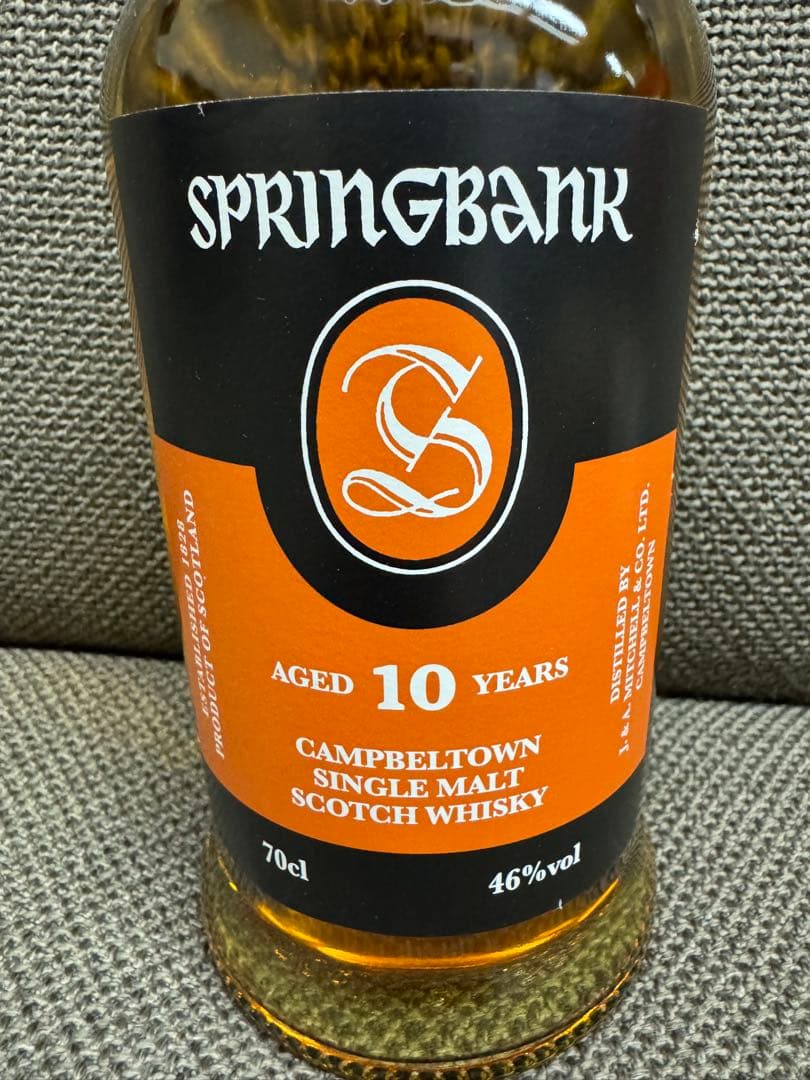 SPRINGBANK
S
ESTABLISHED 1828
PRODUCT OF SCOTLAND
AGED 10 YEARS
CAMPBELTOWN
SINGLE MALT
SCOTCH WHISKY
DISTILLED BY
J. & A. MITCHELL & CO. LTD.
CAMPBELTOWN
70cl
46%vol